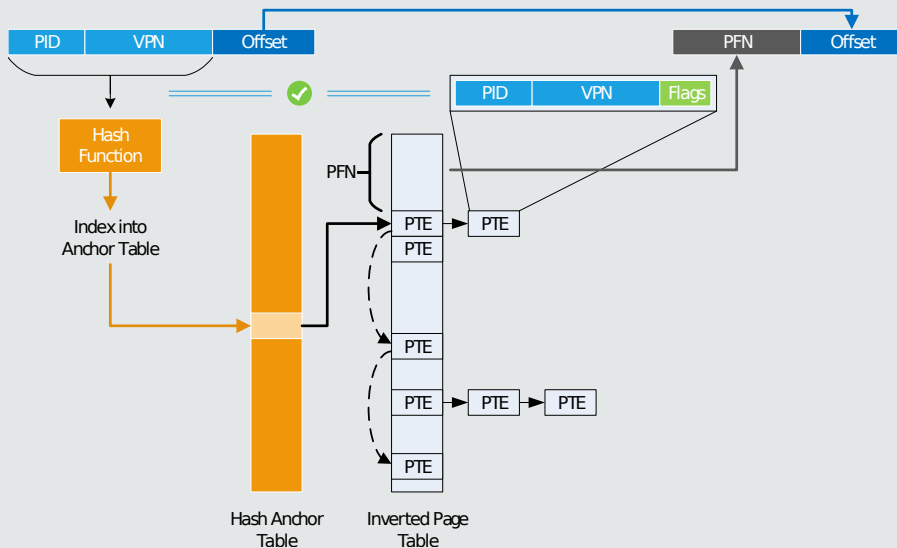 PID VPN Offset
PFN Offset
PID VPN Flags
Hash
Function
PFN
Index into
Anchor Table
PTE PTE
PTE
PTE
PTE PTE PTE
PTE
Hash Anchor
Table
Inverted Page
Table